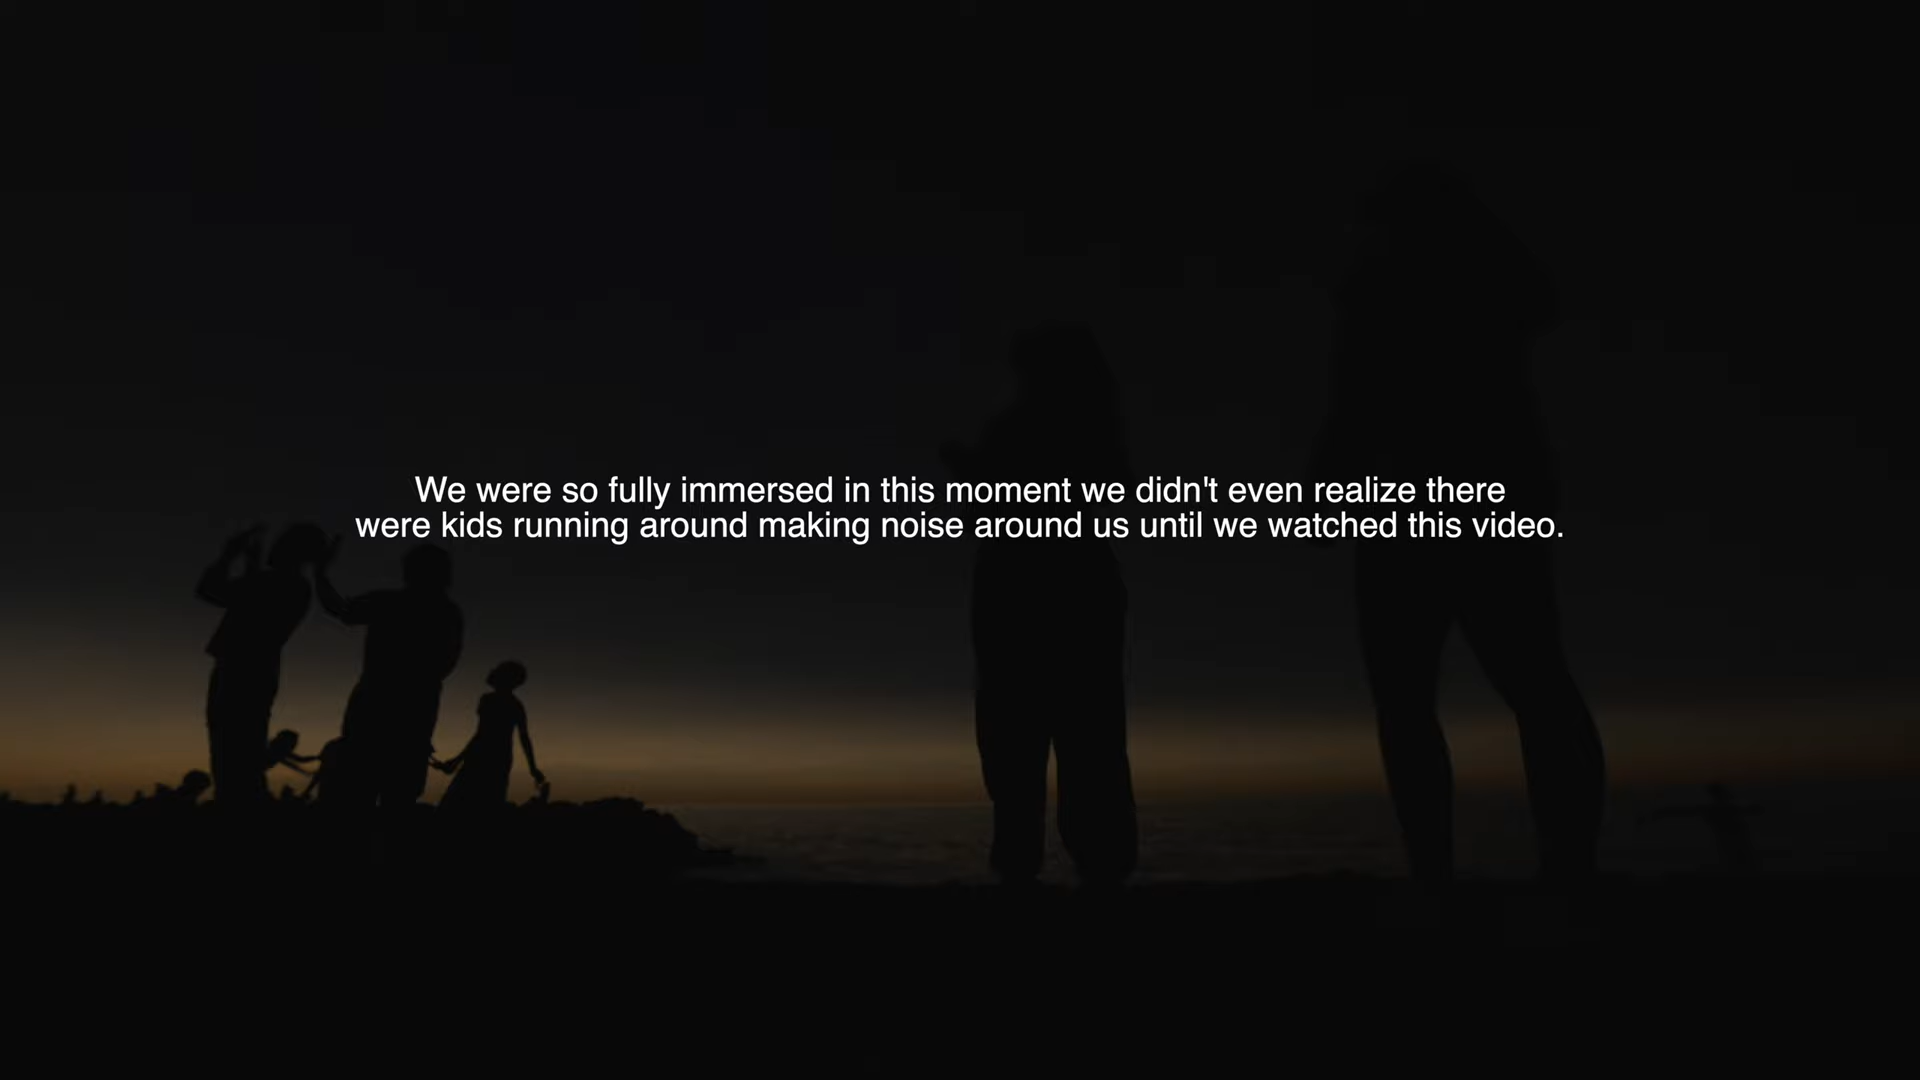 We were so fully immersed in this moment we didn't even realize there
were kids running around making noise around us until we watched this video.